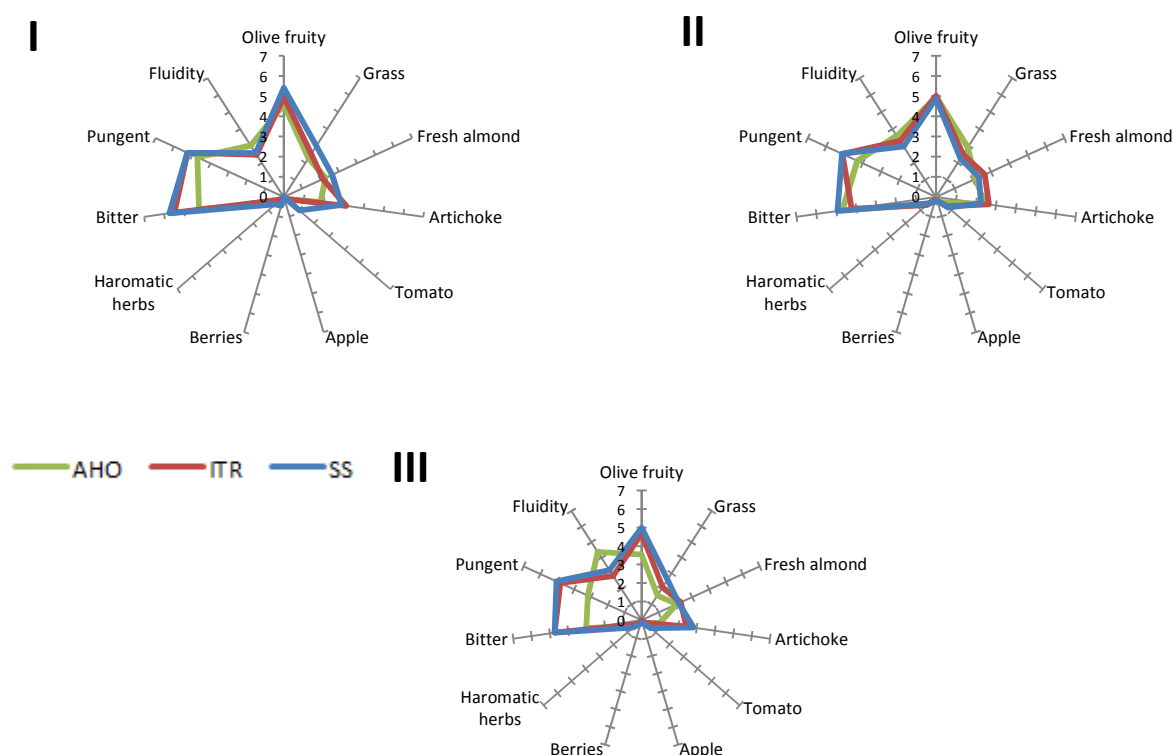 I
Olive fruity
7
6
5
4
3
2
1
0
Grass
Fresh almond
Artichoke
Tomato
Apple
Berries
Haromatic
herbs
Bitter
Pungent
Fluidity
II
Olive fruity
7
6
5
4
3
2
1
0
Grass
Fresh almond
Artichoke
Tomato
Apple
Berries
Haromatic
herbs
Bitter
Pungent
Fluidity
AHO ITR SS
III
Olive fruity
7
6
5
4
3
2
1
0
Grass
Fresh almond
Artichoke
Tomato
Apple
Berries
Haromatic
herbs
Bitter
Pungent
Fluidity